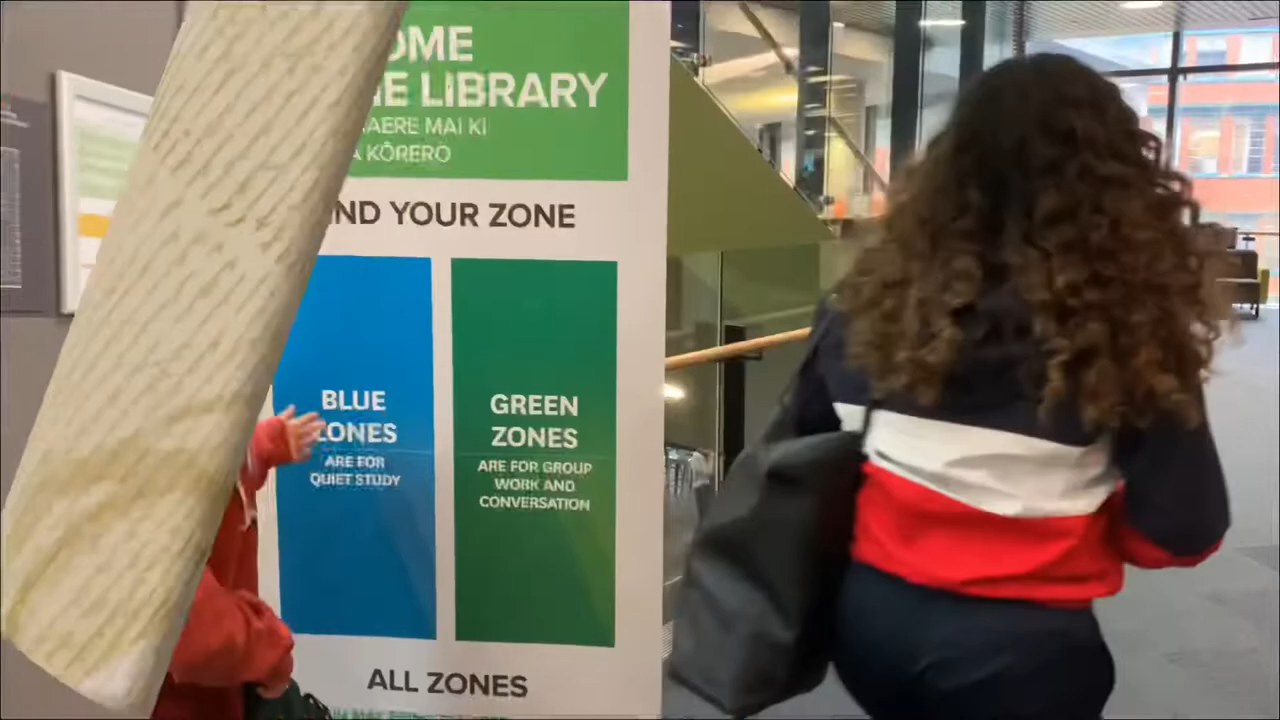 OME
E LIBRARY
AERE MAI KI
A KŌRERO
ND YOUR ZONE
BLUE
ZONES
ARE FOR
QUIET STUDY
GREEN
ZONES
ARE FOR GROUP
WORK AND
CONVERSATION
ALL ZONES